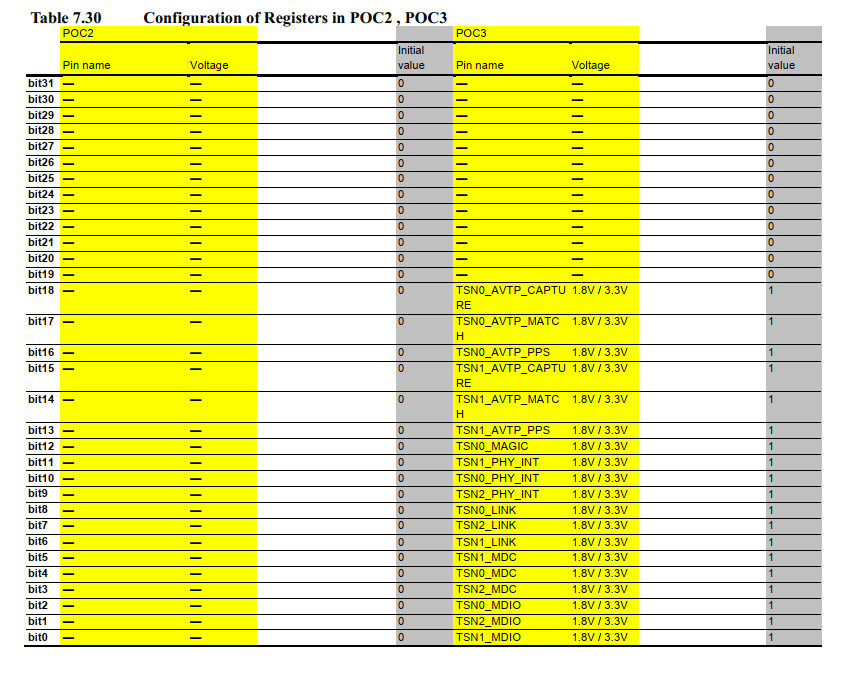 Table 7.30 Configuration of Registers in POC2 , POC3
POC2 POC3
Initial Initial
Pin name Voltage value Pin name Voltage value
bit31 — — 0 — — 0
bit30 — — 0 — — 0
bit29 — — 0 — — 0
bit28 — — 0 — — 0
bit27 — — 0 — — 0
bit26 — — 0 — — 0
bit25 — — 0 — — 0
bit24 — — 0 — — 0
bit23 — — 0 — — 0
bit22 — — 0 — — 0
bit21 — — 0 — — 0
bit20 — — 0 — — 0
bit19 — — 0 — — 0
bit18 — — 0 TSN0_AVTP_CAPTU 1.8V / 3.3V 1
RE
bit17 — — 0 TSN0_AVTP_MATC 1.8V / 3.3V 1
H
bit16 — — 0 TSN0_AVTP_PPS 1.8V / 3.3V 1
bit15 — — 0 TSN1_AVTP_CAPTU 1.8V / 3.3V 1
RE
bit14 — — 0 TSN1_AVTP_MATC 1.8V / 3.3V 1
H
bit13 — — 0 TSN1_AVTP_PPS 1.8V / 3.3V 1
bit12 — — 0 TSN0_MAGIC 1.8V / 3.3V 1
bit11 — — 0 TSN1_PHY_INT 1.8V / 3.3V 1
bit10 — — 0 TSN0_PHY_INT 1.8V / 3.3V 1
bit9 — — 0 TSN2_PHY_INT 1.8V / 3.3V 1
bit8 — — 0 TSN0_LINK 1.8V / 3.3V 1
bit7 — — 0 TSN2_LINK 1.8V / 3.3V 1
bit6 — — 0 TSN1_LINK 1.8V / 3.3V 1
bit5 — — 0 TSN1_MDC 1.8V / 3.3V 1
bit4 — — 0 TSN0_MDC 1.8V / 3.3V 1
bit3 — — 0 TSN2_MDC 1.8V / 3.3V 1
bit2 — — 0 TSN0_MDIO 1.8V / 3.3V 1
bit1 — — 0 TSN2_MDIO 1.8V / 3.3V 1
bit0 — — 0 TSN1_MDIO 1.8V / 3.3V 1